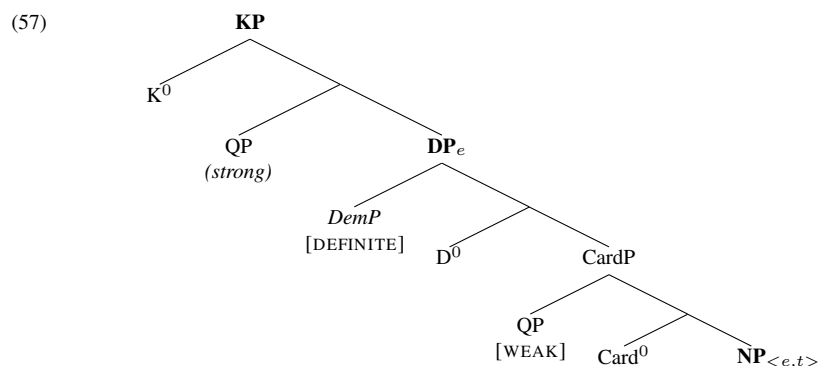 (57) KP
K⁰
QP DPₑ
(strong)
DemP
[DEFINITE] D⁰ CardP
QP
[WEAK] Card⁰ NP<e,t>